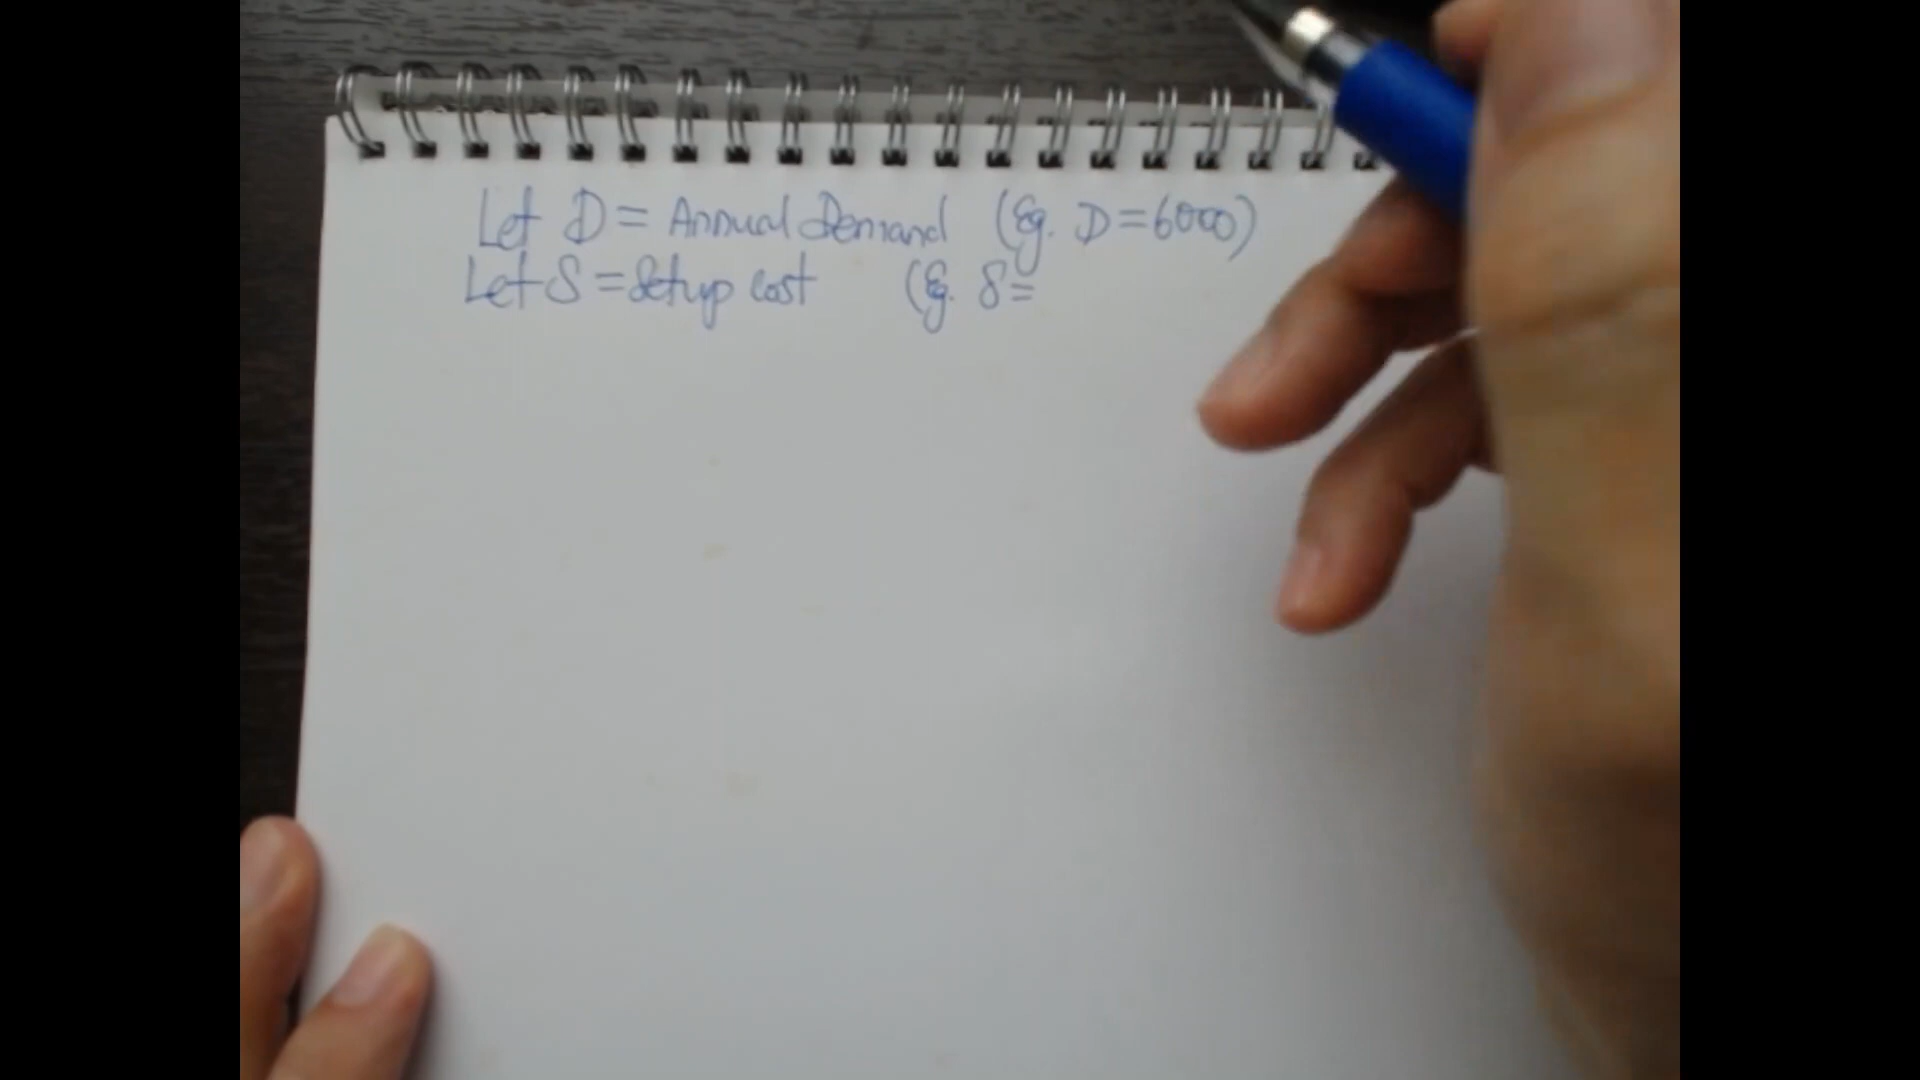 Let D = Annual Demand (Eg. D=6000)
Let S = Setup cost (Eg. S=